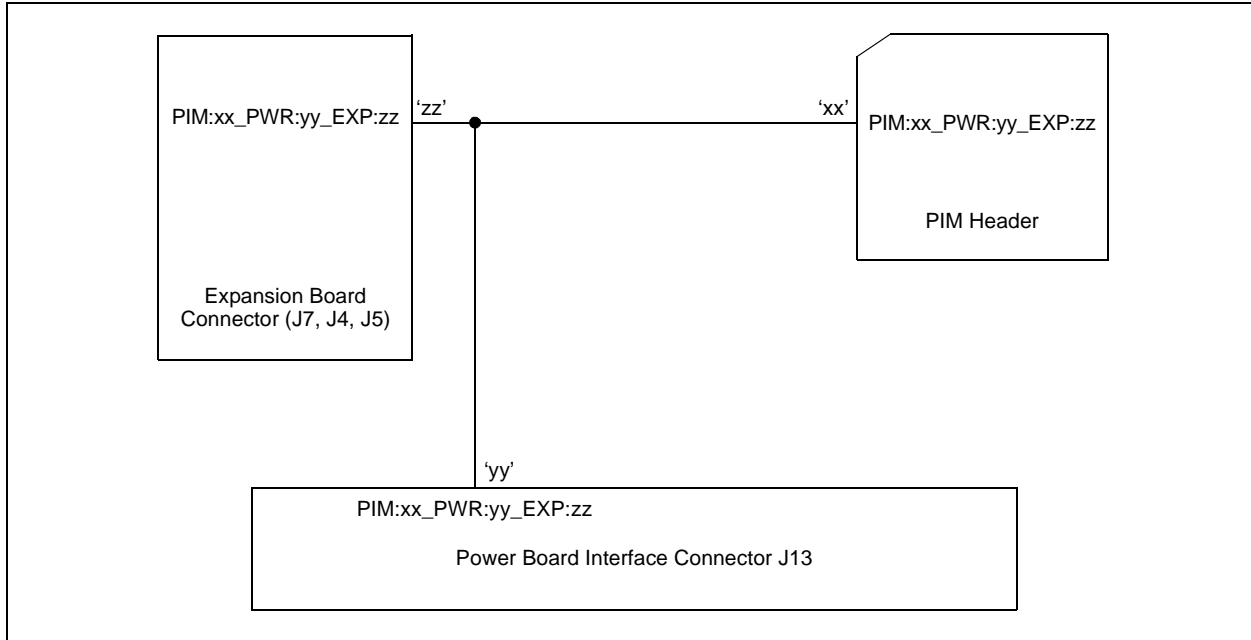 PIM:xx_PWR:yy_EXP:zz
‘zz’
‘xx’
PIM:xx_PWR:yy_EXP:zz
PIM Header
Expansion Board
Connector (J7, J4, J5)
‘yy’
PIM:xx_PWR:yy_EXP:zz
Power Board Interface Connector J13